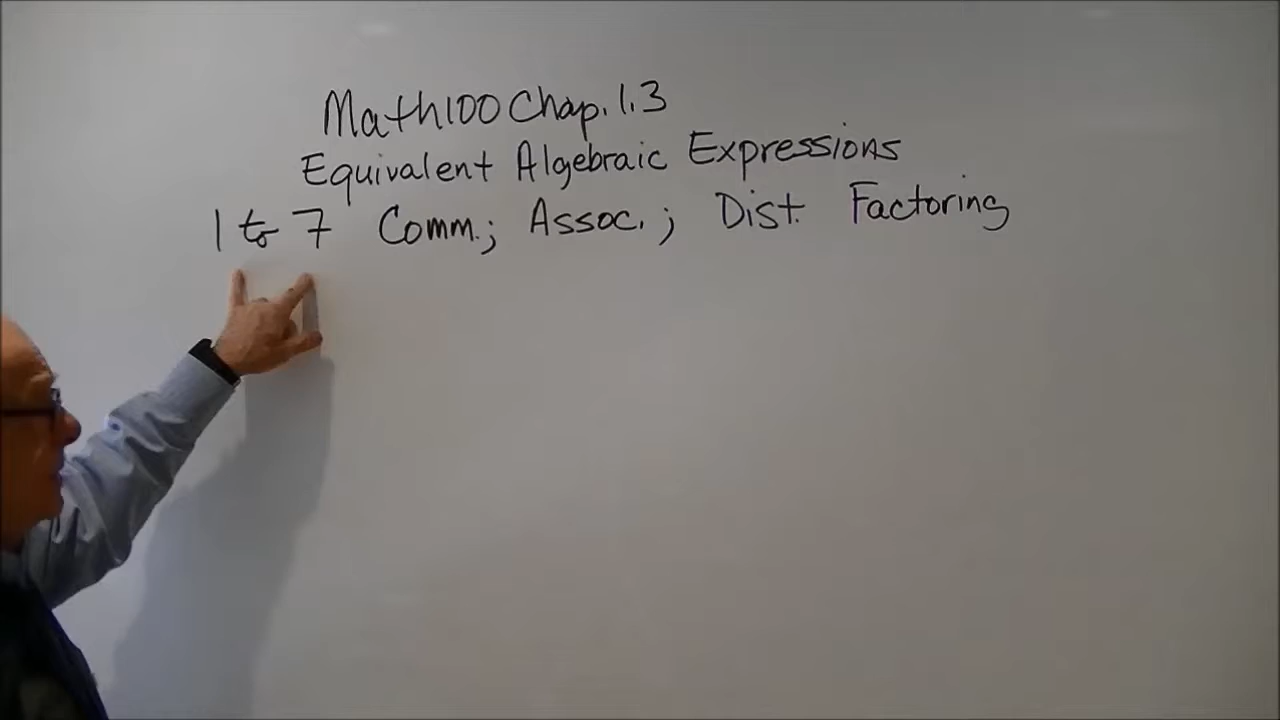 Math100 Chap. 1.3
Equivalent Algebraic Expressions
1 to 7 Comm.; Assoc.; Dist. Factoring